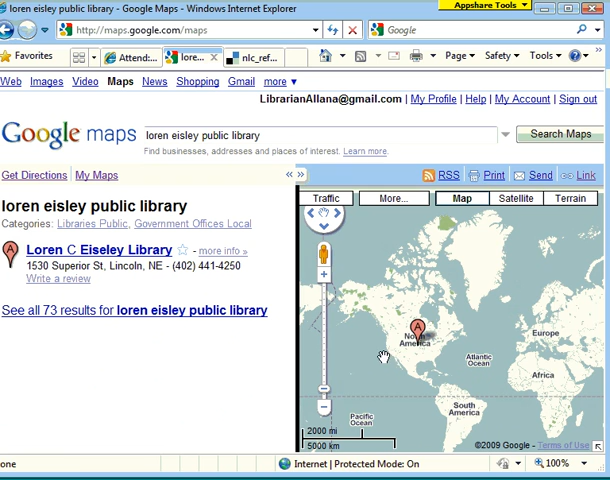 loren eisley public library - Google Maps - Windows Internet Explorer
Appshare Tools
http://maps.google.com/maps
Google
Favorites
Attend:...
loren...
nlc_ref...
Page
Safety
Tools
Web Images Video Maps News Shopping Gmail more
LibrarianAllana@gmail.com | My Profile | Help | My Account | Sign out
Google maps
loren eisley public library
Search Maps
Find businesses, addresses and places of interest. Learn more.
Get Directions My Maps
RSS Print Send Link
loren eisley public library
Categories: Libraries Public, Government Offices Local
A Loren C Eiseley Library - more info »
1530 Superior St, Lincoln, NE - (402) 441-4250
Write a review
See all 73 results for loren eisley public library
Traffic More... Map Satellite Terrain
A
North America
Europe
Atlantic Ocean
Africa
South America
Pacific Ocean
2000 mi
5000 km
©2009 Google - Terms of Use
one
Internet | Protected Mode: On
100%